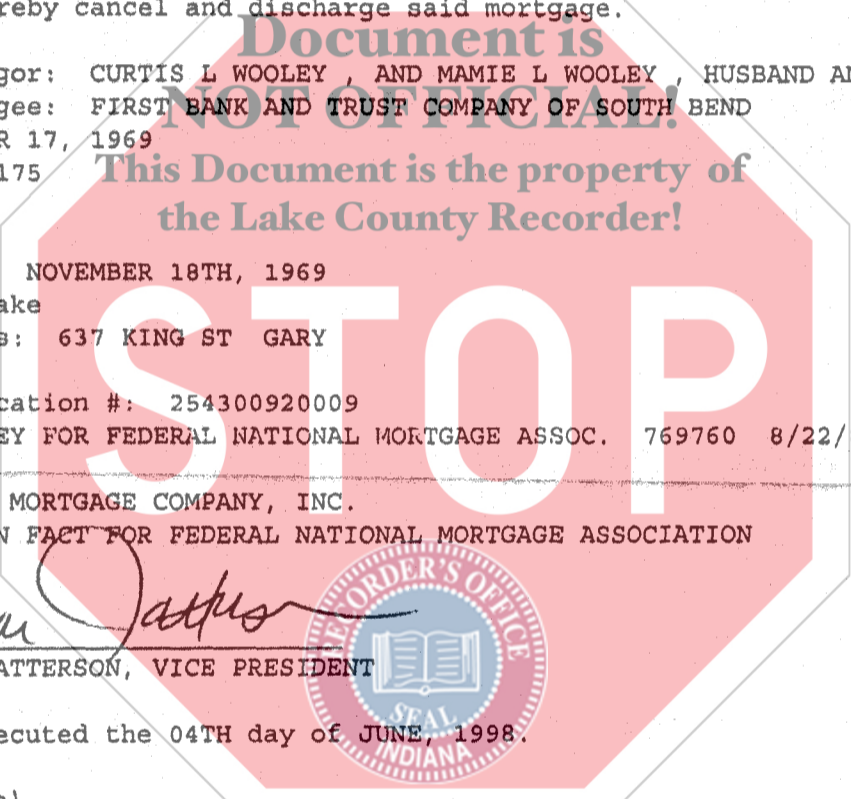 reby cancel and discharge said mortgage.
Document is
gor: CURTIS L WOOLEY , AND MAMIE L WOOLEY , HUSBAND AN
NOT OFFICIAL!
gee: FIRST BANK AND TRUST COMPANY OF SOUTH BEND
R 17, 1969
175
This Document is the property of
the Lake County Recorder!
NOVEMBER 18TH, 1969
ake
s: 637 KING ST GARY
STOP
cation #: 254300920009
EY FOR FEDERAL NATIONAL MORTGAGE ASSOC. 769760 8/22/
MORTGAGE COMPANY, INC.
N FACT FOR FEDERAL NATIONAL MORTGAGE ASSOCIATION
RECORDER'S OFFICE
Patterson
ATTERSON, VICE PRESIDENT
SEAL
ecuted the 04TH day of JUNE, 1998.
INDIANA